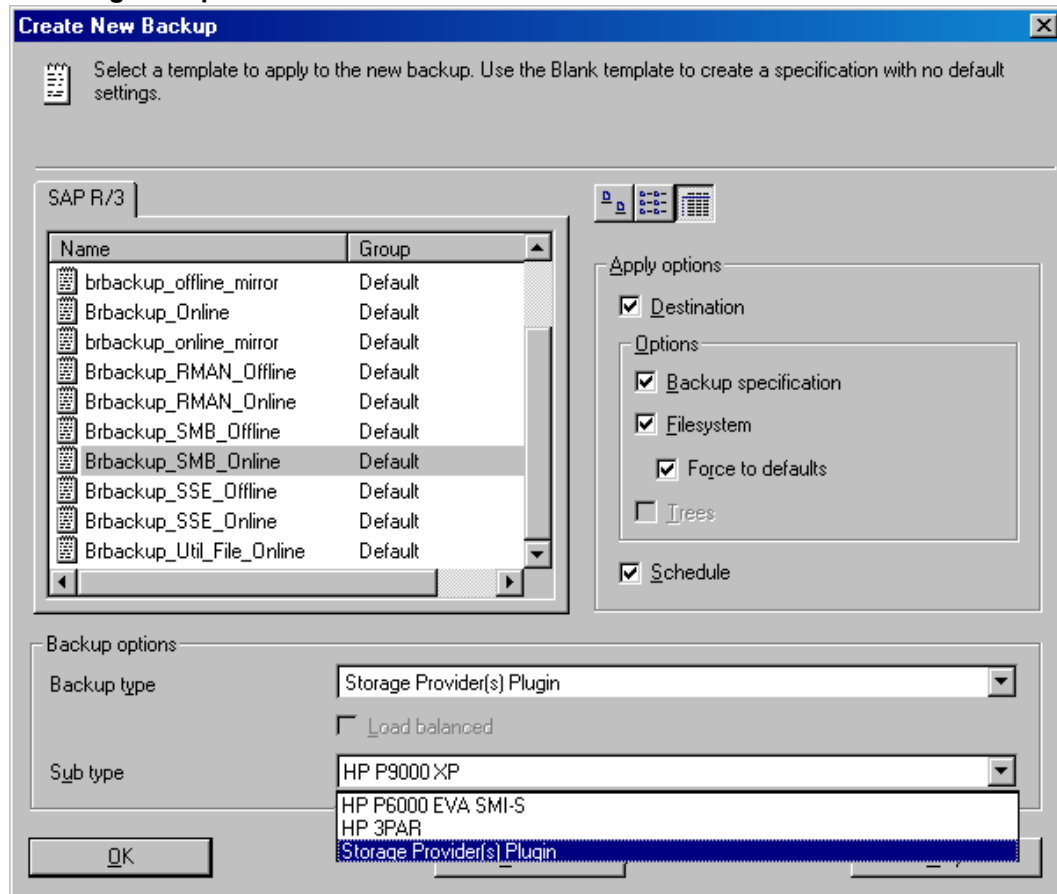 Create New Backup
Select a template to apply to the new backup. Use the Blank template to create a specification with no default
settings.
SAP R/3
Name Group
brbackup_offline_mirror Default
Brbackup_Online Default
brbackup_online_mirror Default
Brbackup_RMAN_Offline Default
Brbackup_RMAN_Online Default
Brbackup_SMB_Offline Default
Brbackup_SMB_Online Default
Brbackup_SSE_Offline Default
Brbackup_SSE_Online Default
Brbackup_Util_File_Online Default
Apply options
Destination
Options
Backup specification
Filesystem
Force to defaults
Trees
Schedule
Backup options
Backup type Storage Provider(s) Plugin
Load balanced
Sub type HP P9000 XP
HP P6000 EVA SMI-S
HP 3PAR
Storage Provider(s) Plugin
OK